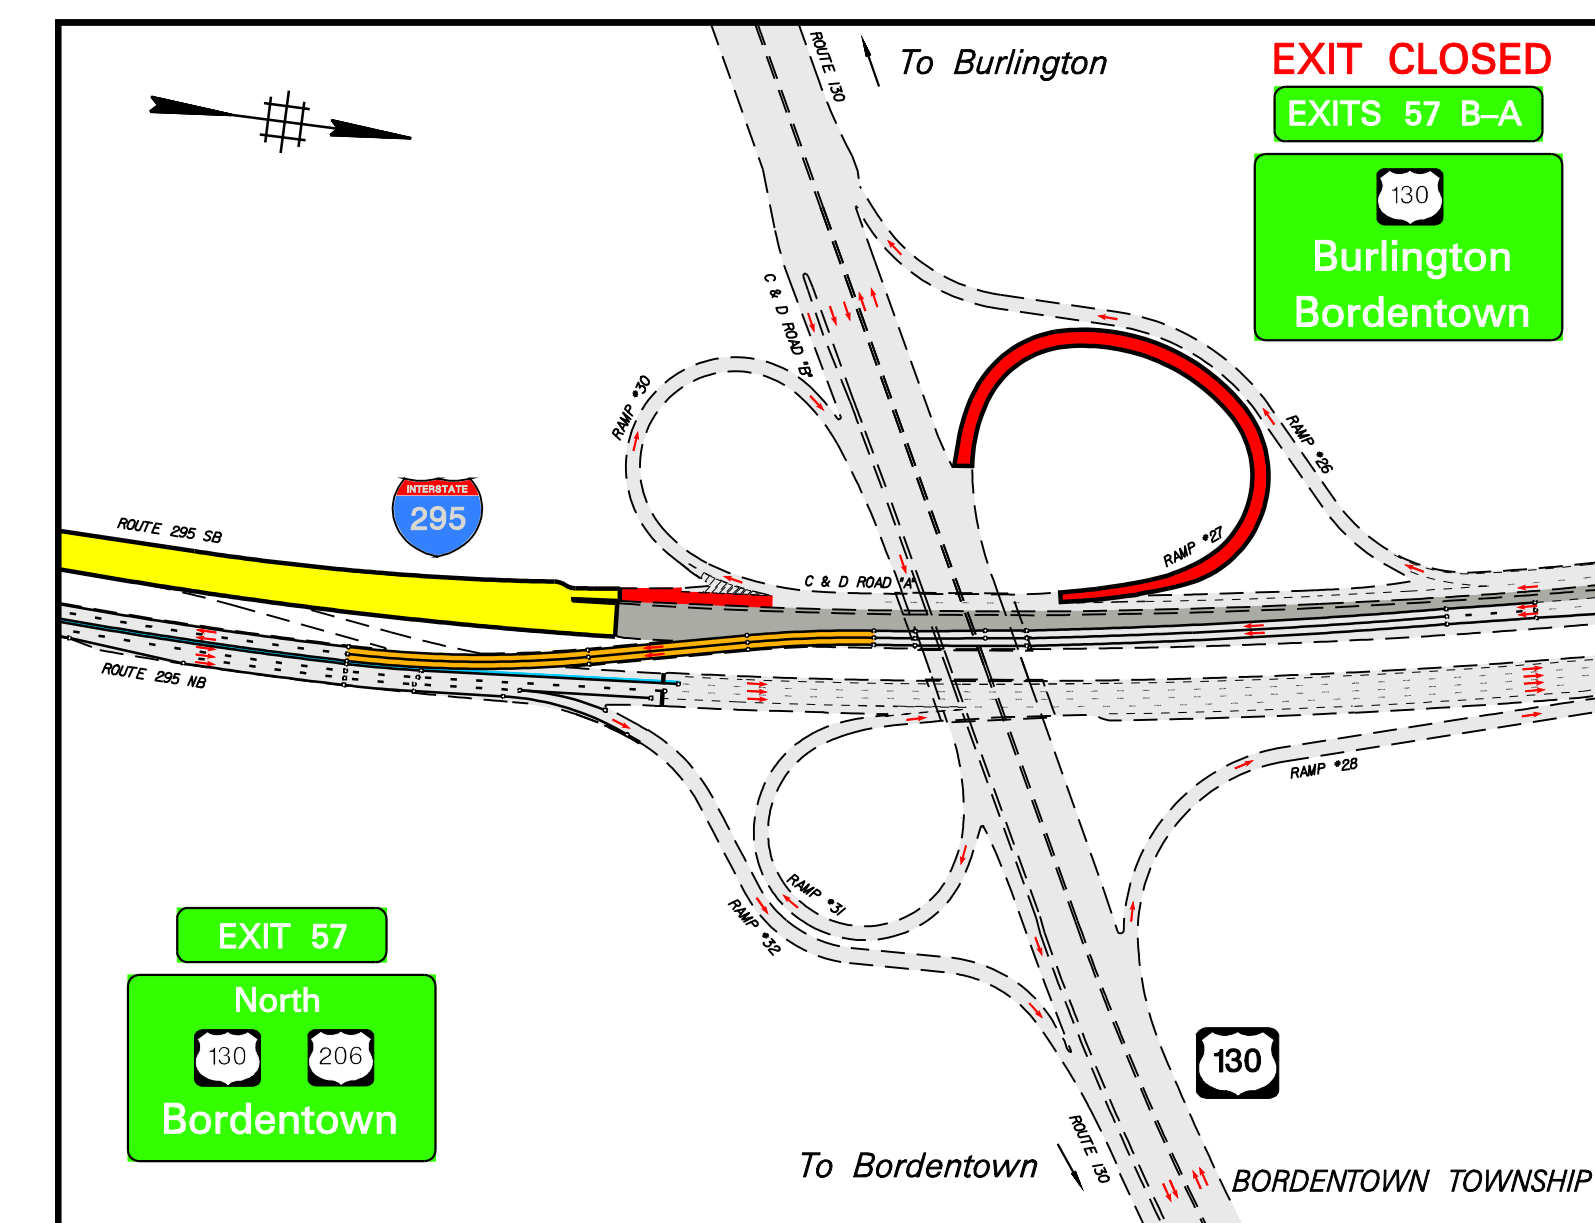 ROUTE 130
To Burlington
EXIT CLOSED
EXITS 57 B–A
130
Burlington
Bordentown
C & D ROAD "B"
RAMP #30
RAMP #26
INTERSTATE
295
ROUTE 295 SB
RAMP #27
C & D ROAD "A"
ROUTE 295 NB
RAMP #28
RAMP #31
RAMP #32
EXIT 57
North
130 206
Bordentown
130
ROUTE 130
To Bordentown
BORDENTOWN TOWNSHIP